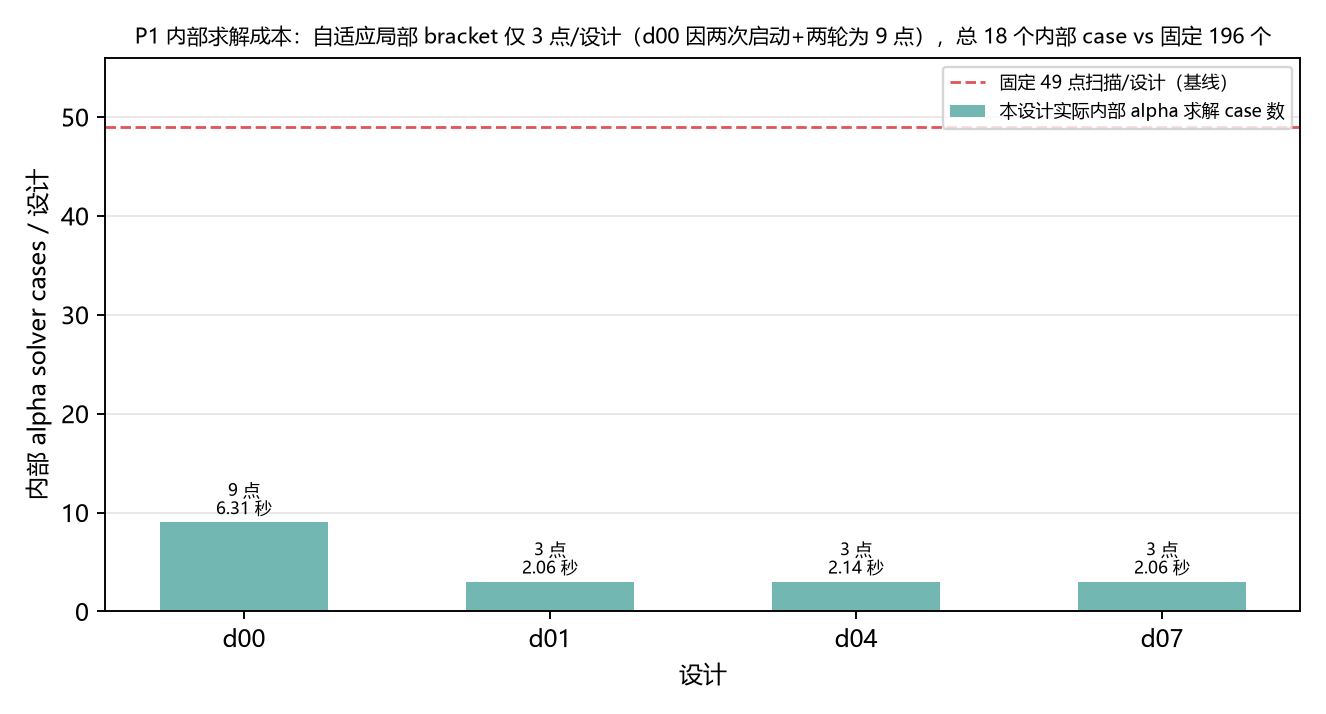 P1 内部求解成本：自适应局部 bracket 仅 3 点/设计（d00 因两次启动+两轮为 9 点），总 18 个内部 case vs 固定 196 个
固定 49 点扫描/设计（基线）
本设计实际内部 alpha 求解 case 数
内部 alpha solver cases / 设计
50
40
30
20
10
0
9 点
6.31 秒
3 点
2.06 秒
3 点
2.14 秒
3 点
2.06 秒
d00
d01
d04
d07
设计